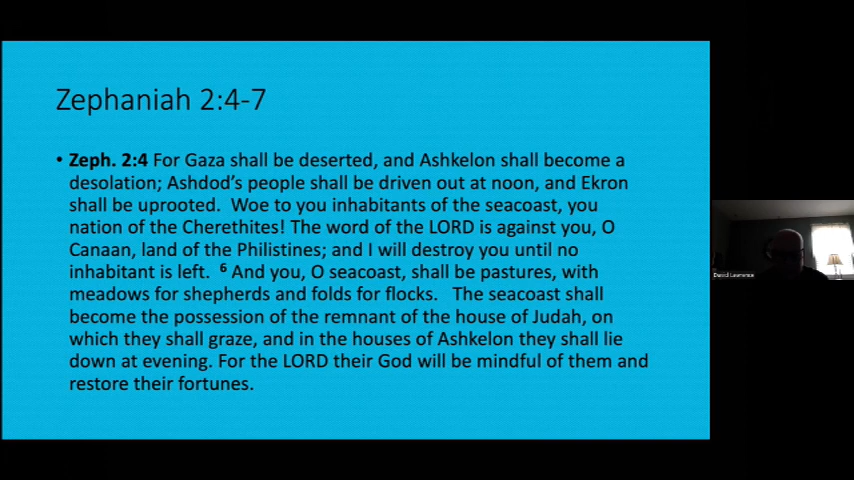 Zephaniah 2:4-7
• Zeph. 2:4 For Gaza shall be deserted, and Ashkelon shall become a
desolation; Ashdod's people shall be driven out at noon, and Ekron
shall be uprooted.  Woe to you inhabitants of the seacoast, you
nation of the Cherethites! The word of the LORD is against you, O
Canaan, land of the Philistines; and I will destroy you until no
inhabitant is left.  6 And you, O seacoast, shall be pastures, with
meadows for shepherds and folds for flocks.   The seacoast shall
become the possession of the remnant of the house of Judah, on
which they shall graze, and in the houses of Ashkelon they shall lie
down at evening. For the LORD their God will be mindful of them and
restore their fortunes.
David Lawrence